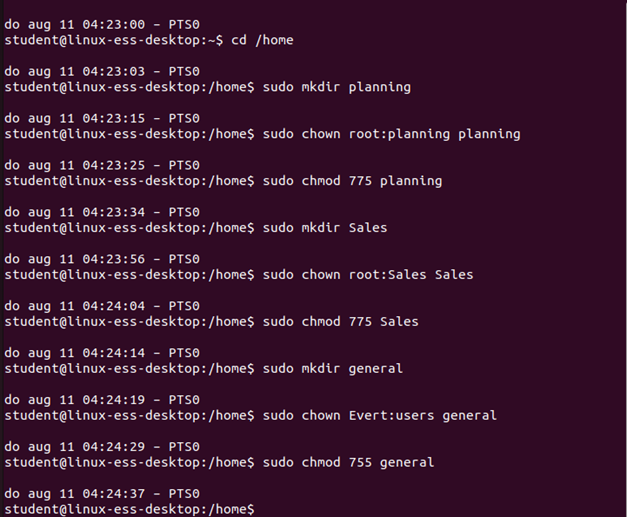 do aug 11 04:23:00 – PTS0
student@linux-ess-desktop:~$ cd /home
do aug 11 04:23:03 – PTS0
student@linux-ess-desktop:/home$ sudo mkdir planning
do aug 11 04:23:15 – PTS0
student@linux-ess-desktop:/home$ sudo chown root:planning planning
do aug 11 04:23:25 – PTS0
student@linux-ess-desktop:/home$ sudo chmod 775 planning
do aug 11 04:23:34 – PTS0
student@linux-ess-desktop:/home$ sudo mkdir Sales
do aug 11 04:23:56 – PTS0
student@linux-ess-desktop:/home$ sudo chown root:Sales Sales
do aug 11 04:24:04 – PTS0
student@linux-ess-desktop:/home$ sudo chmod 775 Sales
do aug 11 04:24:14 – PTS0
student@linux-ess-desktop:/home$ sudo mkdir general
do aug 11 04:24:19 – PTS0
student@linux-ess-desktop:/home$ sudo chown Evert:users general
do aug 11 04:24:29 – PTS0
student@linux-ess-desktop:/home$ sudo chmod 755 general
do aug 11 04:24:37 – PTS0
student@linux-ess-desktop:/home$